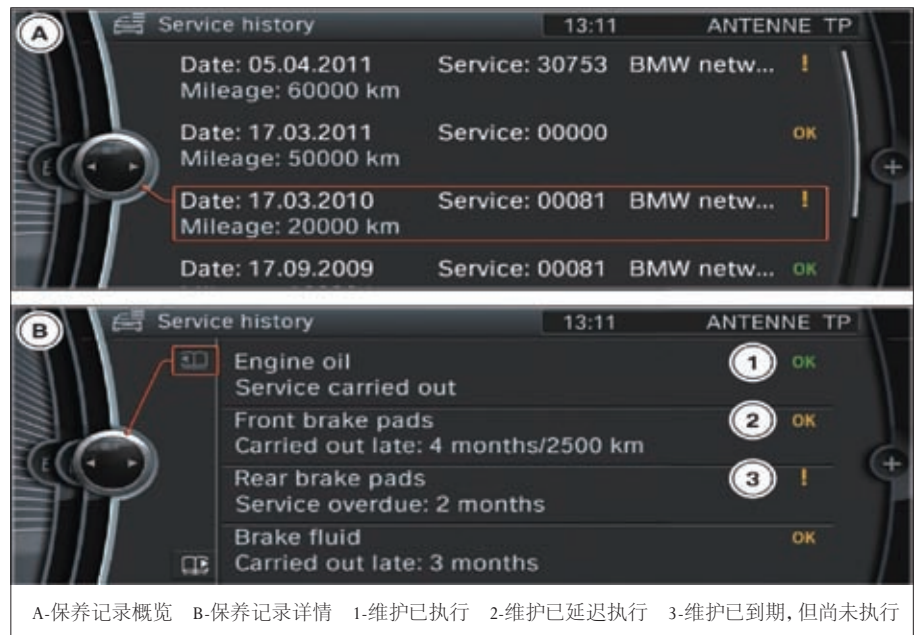 A
Service history 13:11 ANTENNE TP
Date: 05.04.2011 Service: 30753 BMW netw... !
Mileage: 60000 km
Date: 17.03.2011 Service: 00000 OK
Mileage: 50000 km
Date: 17.03.2010 Service: 00081 BMW netw... !
Mileage: 20000 km
Date: 17.09.2009 Service: 00081 BMW netw... OK
B
Service history 13:11 ANTENNE TP
Engine oil 1 OK
Service carried out
Front brake pads 2 OK
Carried out late: 4 months/2500 km
Rear brake pads 3 !
Service overdue: 2 months
Brake fluid OK
Carried out late: 3 months
A-保养记录概览 B-保养记录详情 1-维护已执行 2-维护已延迟执行 3-维护已到期,但尚未执行